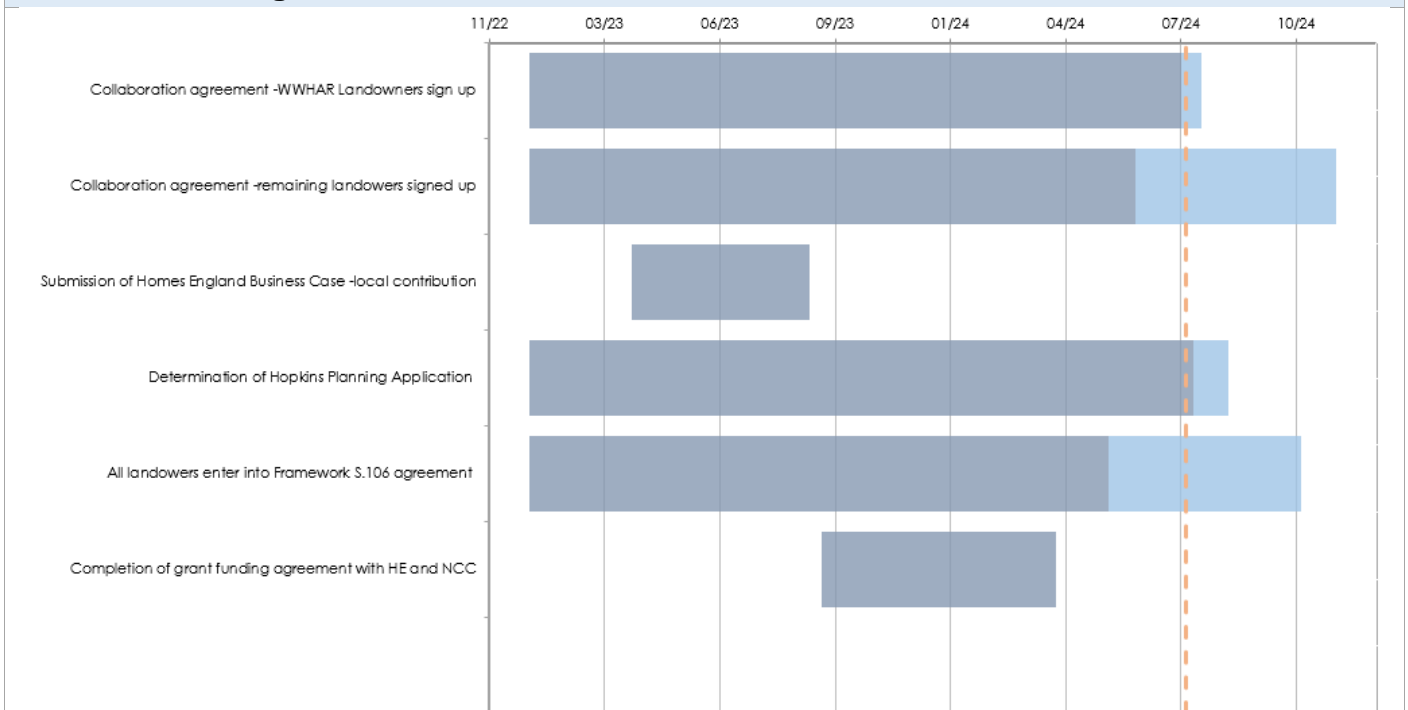 11/22 03/23 06/23 09/23 01/24 04/24 07/24 10/24
Collaboration agreement -WWHAR Landowners sign up
Collaboration agreement -remaining landowers signed up
Submission of Homes England Business Case -local contribution
Determination of Hopkins Planning Application
All landowers enter into Framework S.106 agreement
Completion of grant funding agreement with HE and NCC